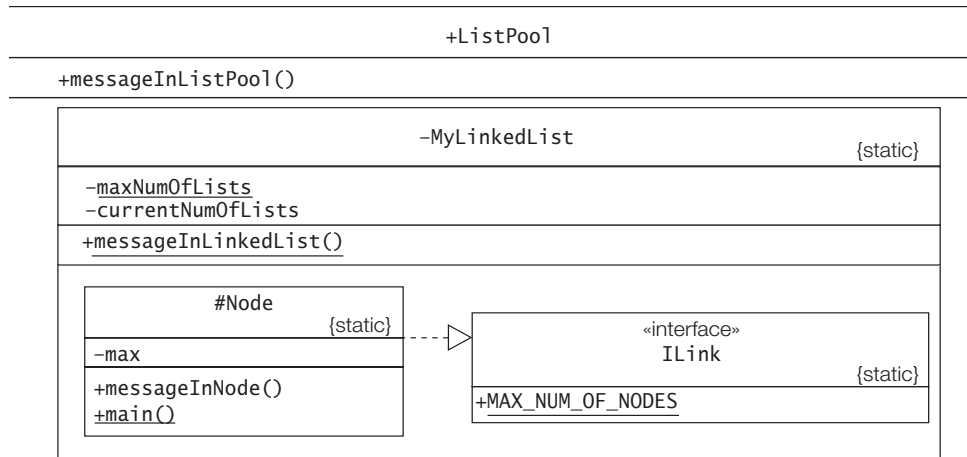 +ListPool
+messageInListPool()
–MyLinkedList
{static}
–maxNumOfLists
–currentNumOfLists
+messageInLinkedList()
#Node
{static}
–max
+messageInNode()
+main()
«interface»
ILink
{static}
+MAX_NUM_OF_NODES